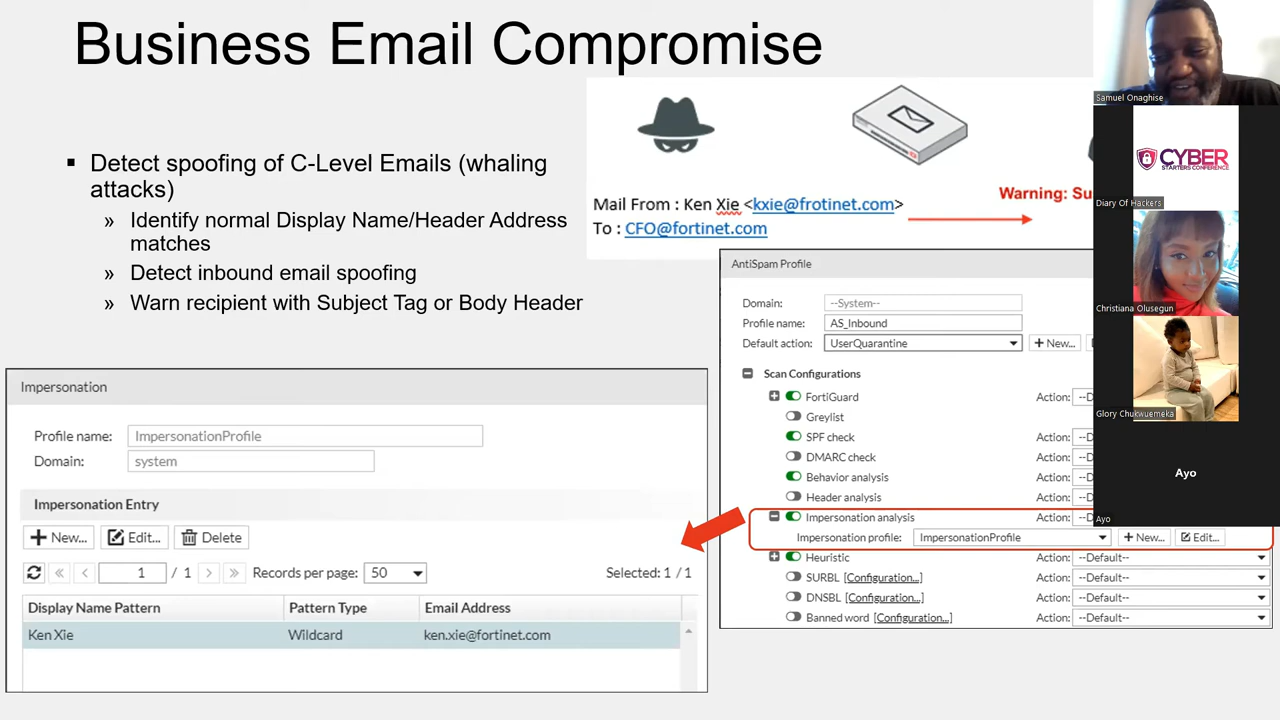 Business Email Compromise
▪ Detect spoofing of C-Level Emails (whaling
attacks)
» Identify normal Display Name/Header Address
matches
» Detect inbound email spoofing
» Warn recipient with Subject Tag or Body Header
Mail From : Ken Xie <kxie@frotinet.com>
To : CFO@fortinet.com
Warning: Su
AntiSpam Profile
Domain: --System--
Profile name: AS_Inbound
Default action: UserQuarantine + New...
Scan Configurations
FortiGuard Action: --D
Greylist
SPF check Action: --D
DMARC check Action: --D
Behavior analysis Action: --D
Header analysis Action: --D
Impersonation analysis Action: --D
Impersonation profile: ImpersonationProfile + New... Edit...
Heuristic Action: --Default--
SURBL [Configuration...] Action: --Default--
DNSBL [Configuration...] Action: --Default--
Banned word [Configuration...] Action: --Default--
Impersonation
Profile name: ImpersonationProfile
Domain: system
Impersonation Entry
+ New... Edit... Delete
« < 1 / 1 > » Records per page: 50 Selected: 1 / 1
Display Name Pattern Pattern Type Email Address
Ken Xie Wildcard ken.xie@fortinet.com
Samuel Onaghise
CYBER
STARTERS CONFERENCE
Diary Of Hackers
Christiana Olusegun
Glory Chukwuemeka
Ayo
Ayo